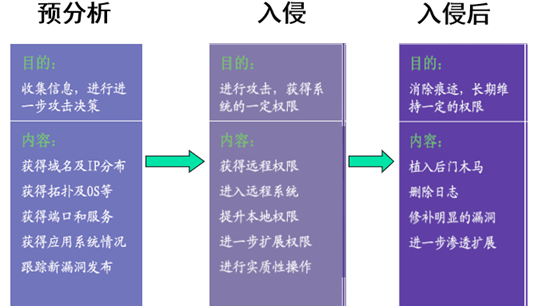 预分析
目的：
收集信息，进行进
一步攻击决策
内容：
获得域名及IP分布
获得拓扑及OS等
获得端口和服务
获得应用系统情况
跟踪新漏洞发布
入侵
目的：
进行攻击，获得系
统的一定权限
内容：
获得远程权限
进入远程系统
提升本地权限
进一步扩展权限
进行实质性操作
入侵后
目的：
消除痕迹，长期维
持一定的权限
内容：
植入后门木马
删除日志
修补明显的漏洞
进一步渗透扩展